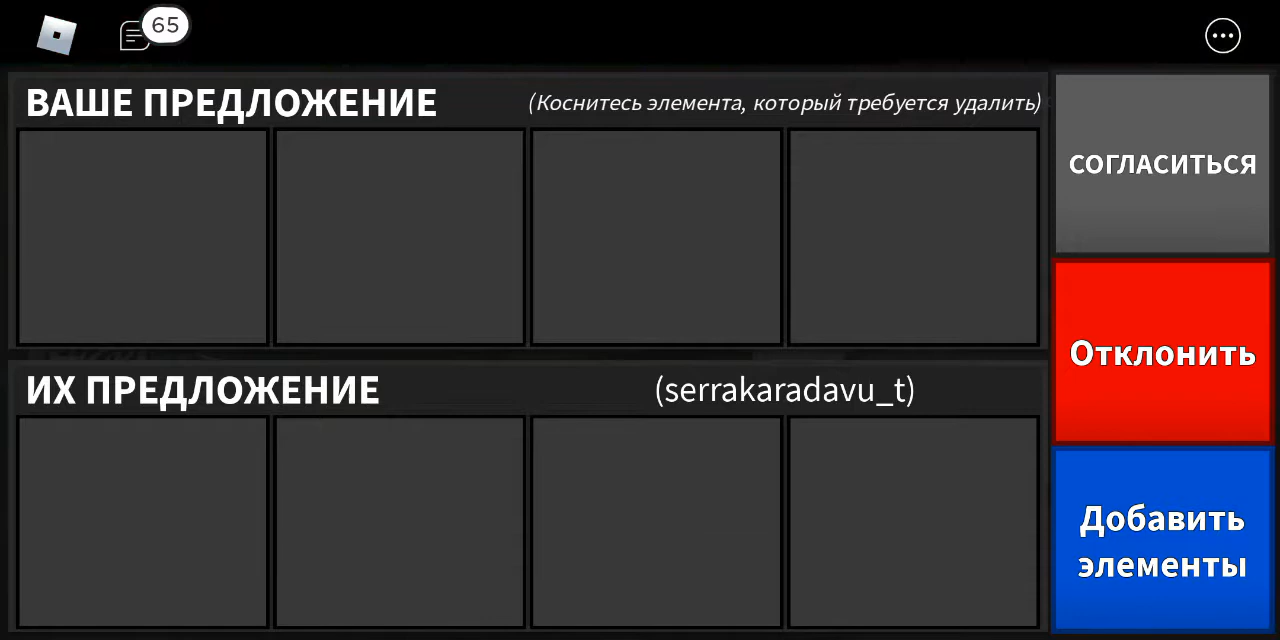 65
ВАШЕ ПРЕДЛОЖЕНИЕ
(Коснитесь элемента, который требуется удалить)
СОГЛАСИТЬСЯ
Отклонить
ИХ ПРЕДЛОЖЕНИЕ
(serrakaradavu_t)
Добавить
элементы